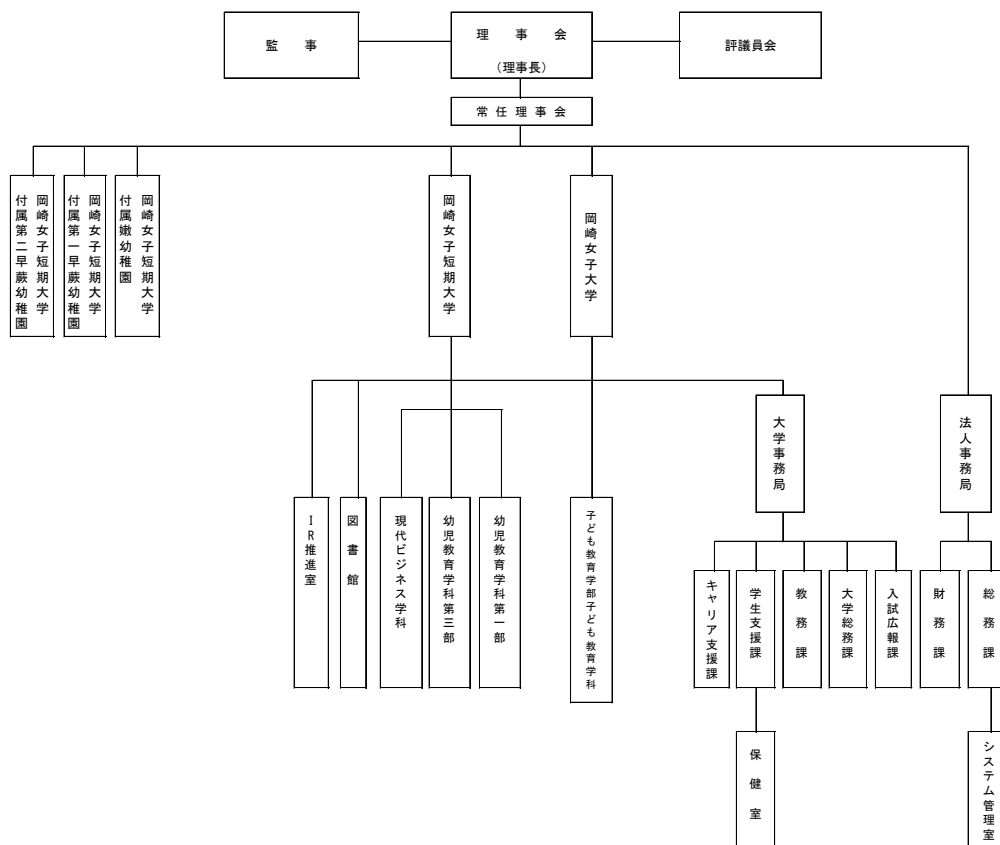 監　事
理　事　会
（理事長）
評議員会
常任理事会
岡崎女子短期大学
付属第二早蕨幼稚園
岡崎女子短期大学
付属第一早蕨幼稚園
岡崎女子短期大学
付属嫩幼稚園
岡崎女子短期大学
岡崎女子大学
大学事務局
法人事務局
ＩＲ推進室
図書館
現代ビジネス学科
幼児教育学科第三部
幼児教育学科第一部
子ども教育学部子ども教育学科
キャリア支援課
学生支援課
教務課
大学総務課
入試広報課
財務課
総務課
保健室
システム管理室